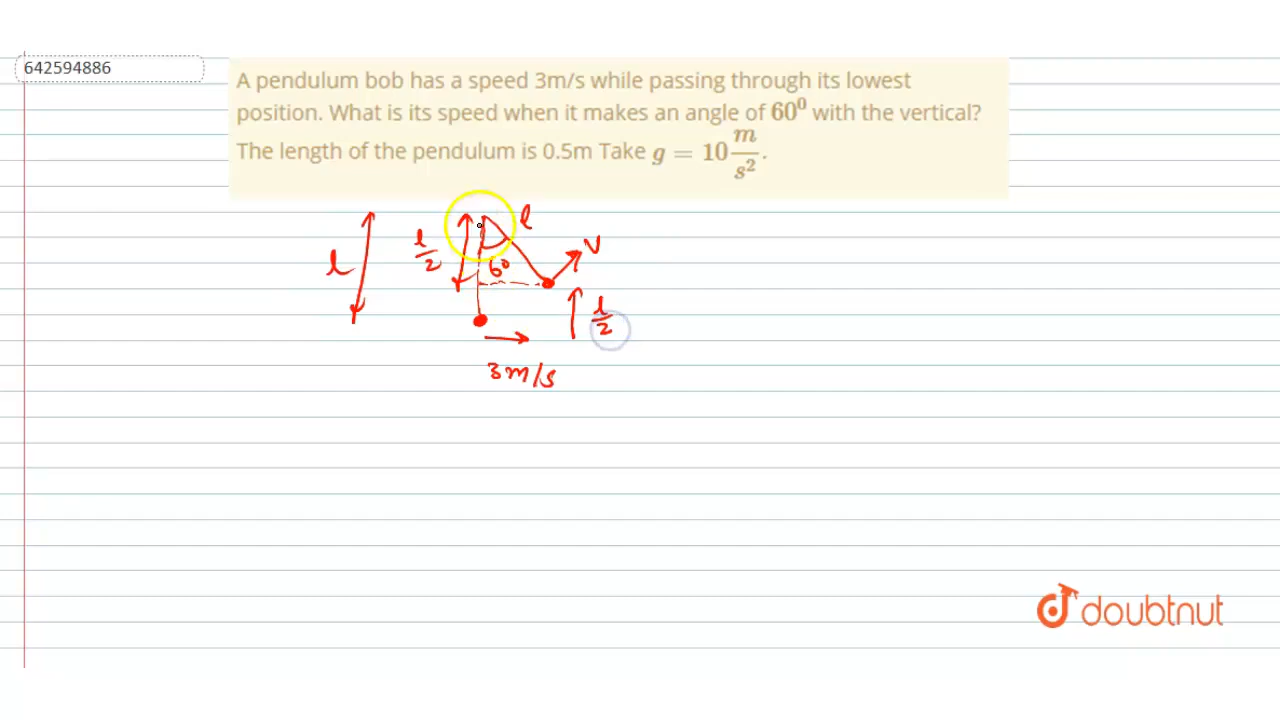 642594886
A pendulum bob has a speed 3m/s while passing through its lowest
position. What is its speed when it makes an angle of 60⁰ with the vertical?
The length of the pendulum is 0.5m Take g = 10 m/s².
l
l/2
l
60
V
l/2
3m/s
doubtnut